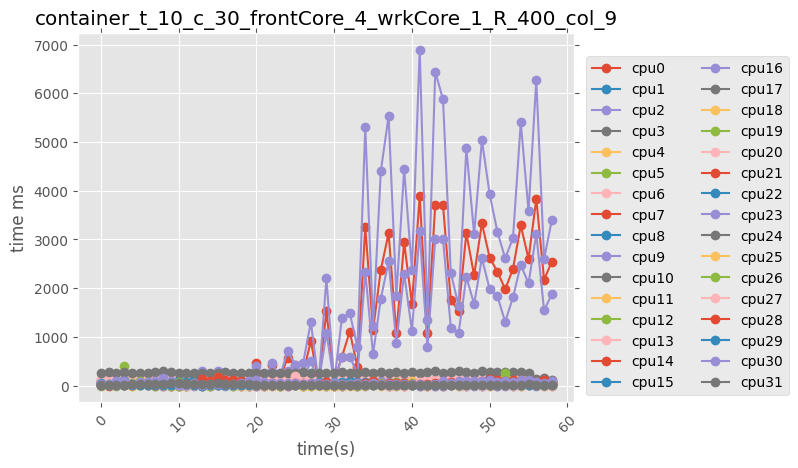 container_t_10_c_30_frontCore_4_wrkCore_1_R_400_col_9
7000
6000
5000
4000
3000
2000
1000
0
time ms
0
10
20
30
40
50
60
time(s)
cpu0
cpu1
cpu2
cpu3
cpu4
cpu5
cpu6
cpu7
cpu8
cpu9
cpu10
cpu11
cpu12
cpu13
cpu14
cpu15
cpu16
cpu17
cpu18
cpu19
cpu20
cpu21
cpu22
cpu23
cpu24
cpu25
cpu26
cpu27
cpu28
cpu29
cpu30
cpu31